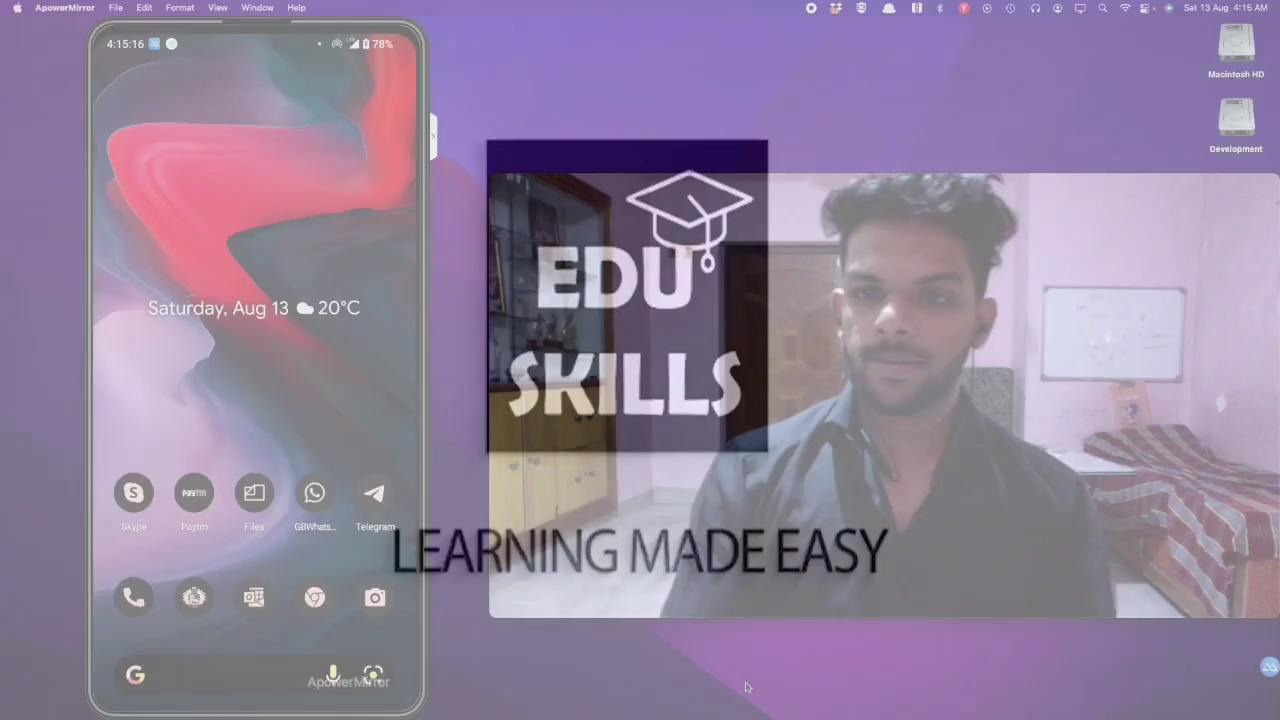 ApowerMirror File Edit Format View Window Help
Sat 13 Aug 4:15 AM
4:15:16
LTE
78%
Macintosh HD
Development
EDU
SKILLS
Saturday, Aug 13 20°C
Skype Paytm Files GBWhats... Telegram
LEARNING MADE EASY
ApowerMirror